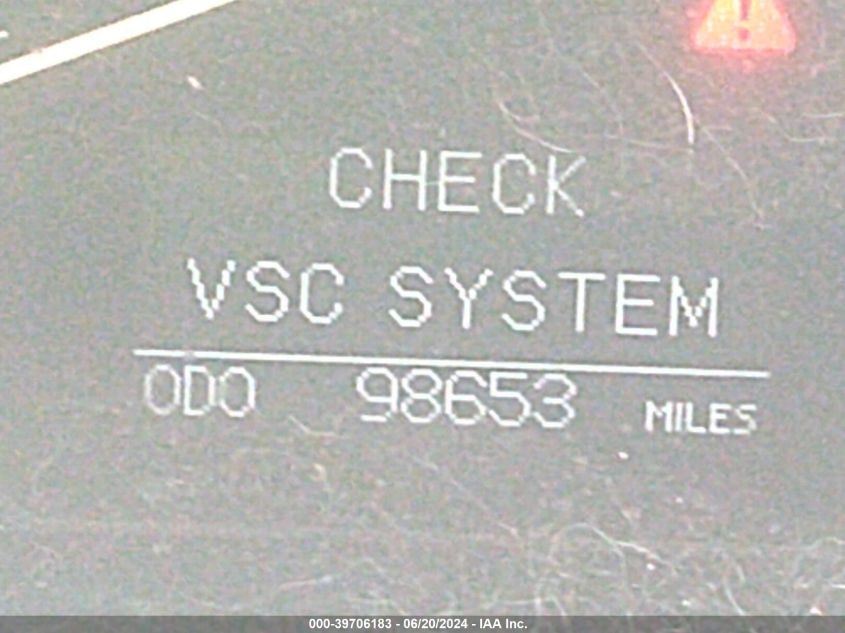 CHECK
VSC SYSTEM
ODO 98653 MILES
000-39706183 - 06/20/2024 - IAA Inc.